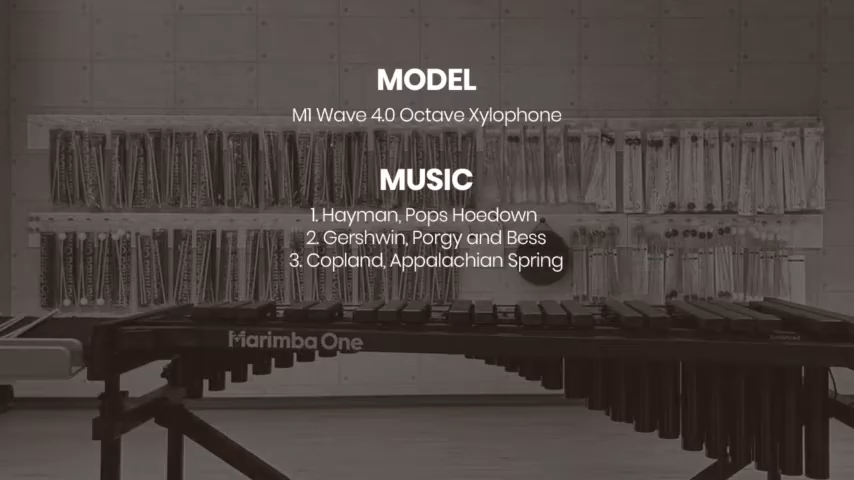 MODEL
M1 Wave 4.0 Octave Xylophone
MUSIC
1. Hayman, Pops Hoedown
2. Gershwin, Porgy and Bess
3. Copland, Appalachian Spring
Marimba One